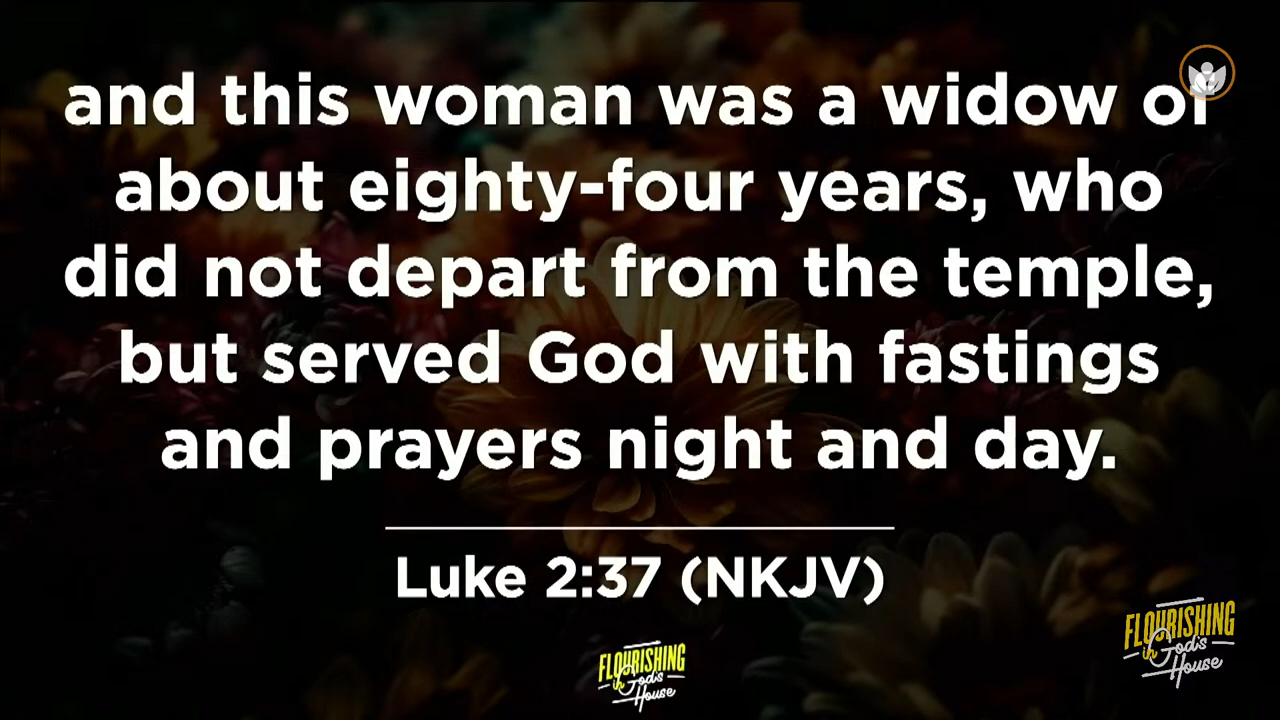 and this woman was a widow of
about eighty-four years, who
did not depart from the temple,
but served God with fastings
and prayers night and day.
Luke 2:37 (NKJV)
FLOURISHING
in God's
House
FLOURISHING
in God's
House